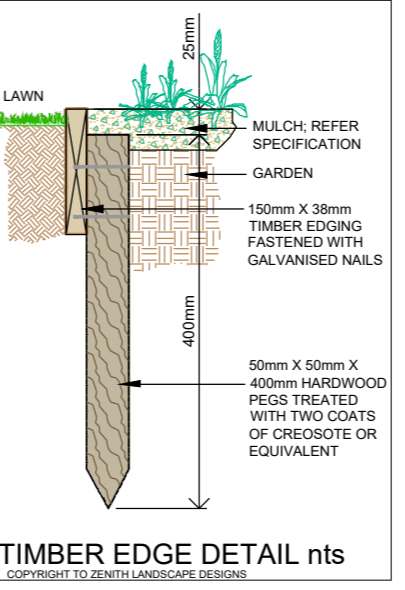 25mm
LAWN
MULCH; REFER
SPECIFICATION
GARDEN
150mm X 38mm
TIMBER EDGING
FASTENED WITH
GALVANISED NAILS
400mm
50mm X 50mm X
400mm HARDWOOD
PEGS TREATED
WITH TWO COATS
OF CREOSOTE OR
EQUIVALENT
TIMBER EDGE DETAIL nts
COPYRIGHT TO ZENITH LANDSCAPE DESIGNS